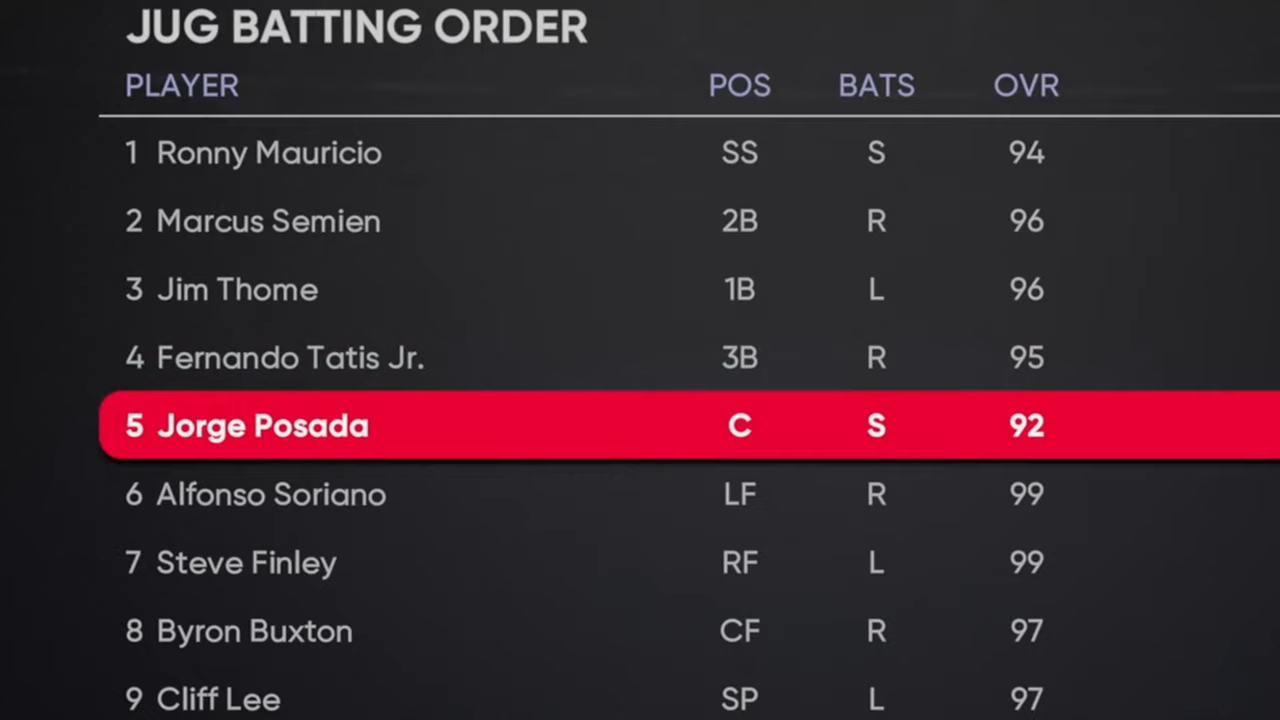 JUG BATTING ORDER
PLAYER POS BATS OVR
1 Ronny Mauricio SS S 94
2 Marcus Semien 2B R 96
3 Jim Thome 1B L 96
4 Fernando Tatis Jr. 3B R 95
5 Jorge Posada C S 92
6 Alfonso Soriano LF R 99
7 Steve Finley RF L 99
8 Byron Buxton CF R 97
9 Cliff Lee SP L 97